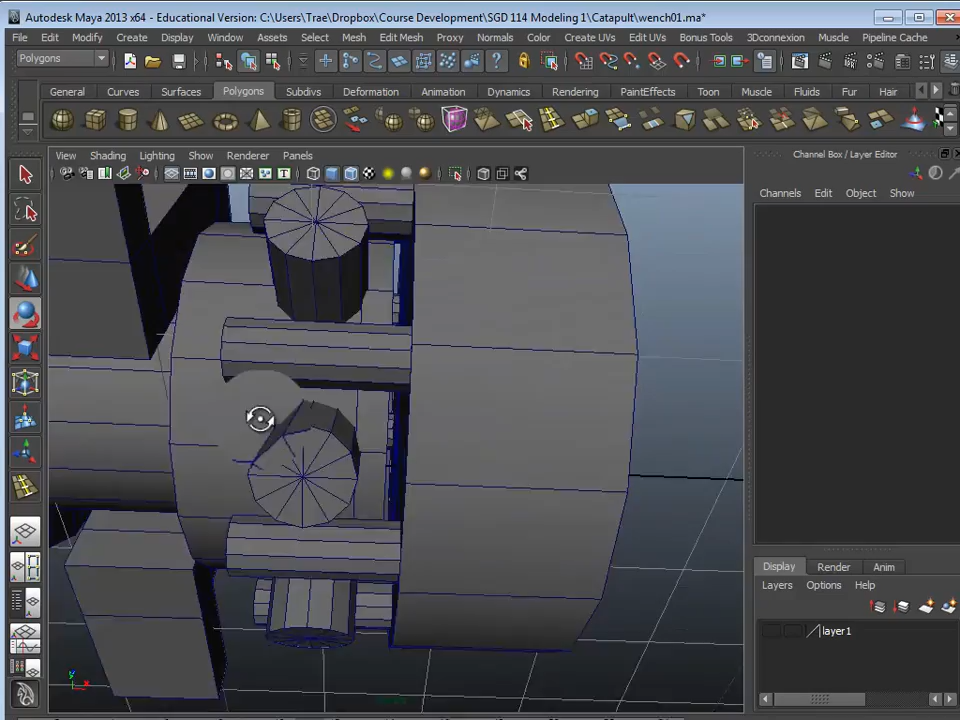 Autodesk Maya 2013 x64 - Educational Version: C:\Users\Trae\Dropbox\Course Development\SGD 114 Modeling 1\Catapult\wench01.ma*
File Edit Modify Create Display Window Assets Select Mesh Edit Mesh Proxy Normals Color Create UVs Edit UVs Bonus Tools 3Dconnexion Muscle Pipeline Cache
Polygons
General Curves Surfaces Polygons Subdivs Deformation Animation Dynamics Rendering PaintEffects Toon Muscle Fluids Fur Hair
View Shading Lighting Show Renderer Panels
Channel Box / Layer Editor
Channels Edit Object Show
Display Render Anim
Layers Options Help
layer1